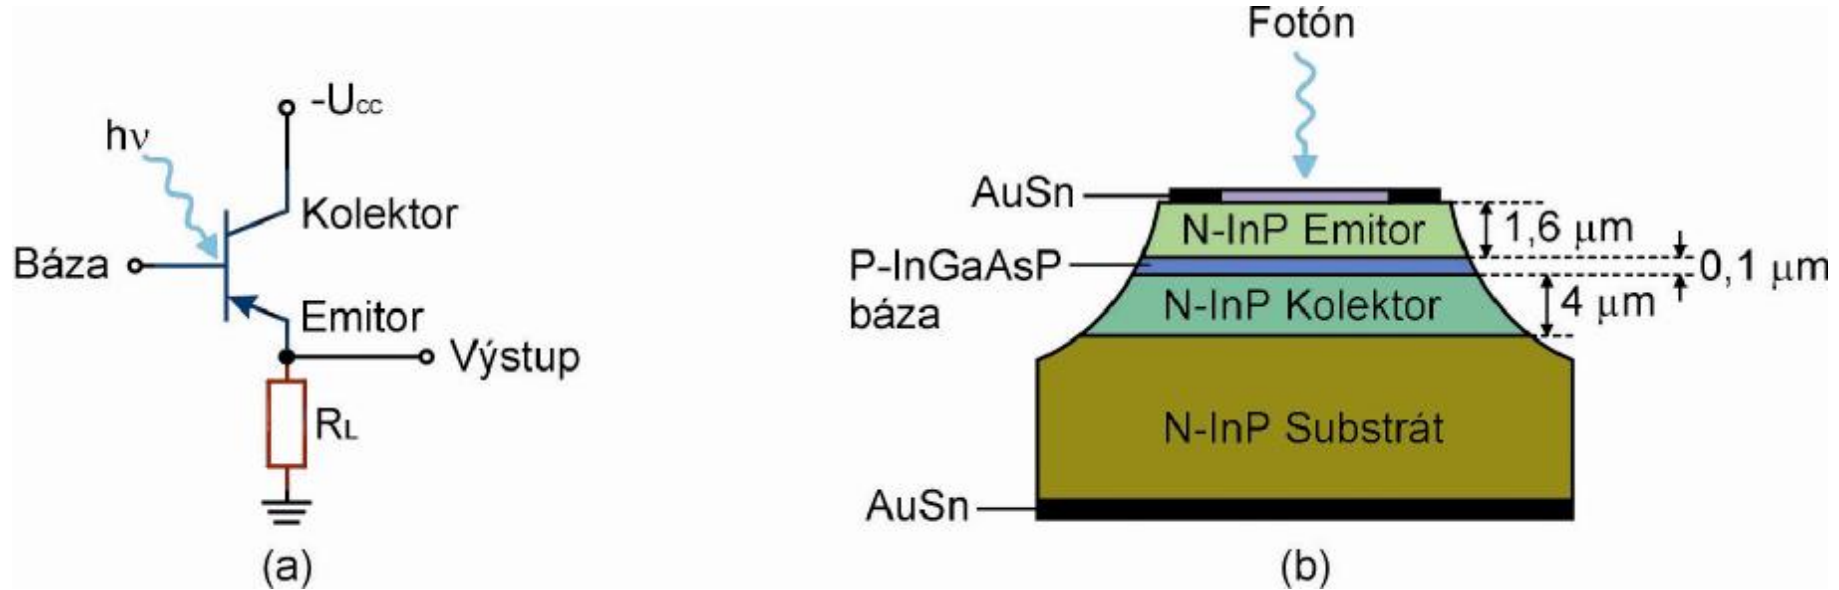 -Ucc
hν
Kolektor
Báza
Emitor
Výstup
RL
(a)
Fotón
AuSn
N-InP Emitor
1,6 μm
P-InGaAsP
báza
0,1 μm
N-InP Kolektor
4 μm
N-InP Substrát
AuSn
(b)